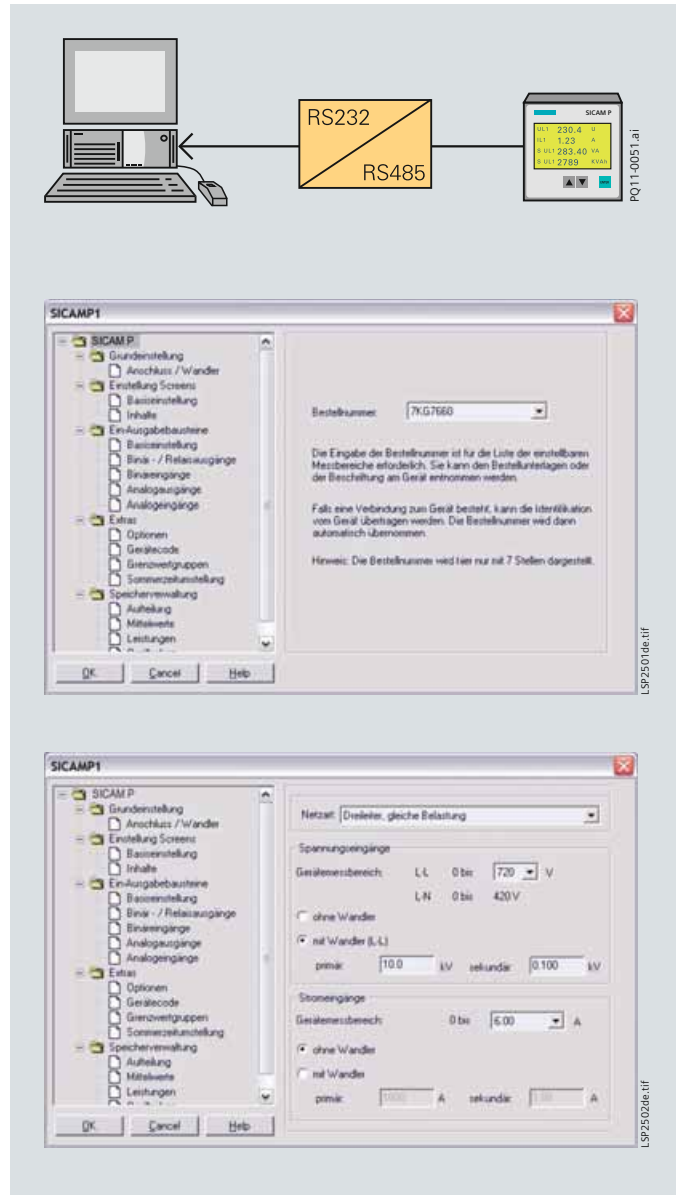 RS232
RS485
SICAM P
UL1 230.4 U
IL1 1.23 A
S UL1 283.40 VA
S UL1 2789 KVAh
PQ11-0051.ai
SICAMP1
SICAM P
Grundeinstellung
Anschluss / Wandler
Einstellung Screens
Basiseinstellung
Inhalte
Ein-Ausgabebausteine
Basiseinstellung
Binär- / Relaisausgänge
Binäreingänge
Analogausgänge
Analogeingänge
Extras
Optionen
Gerätecode
Grenzwertgruppen
Sommerzeitumstellung
Speicherverwaltung
Aufteilung
Mittelwerte
Leistungen
OK Cancel Help
Bestellnummer: 7KG7660
Die Eingabe der Bestellnummer ist für die Liste der einstellbaren
Messbereiche erforderlich. Sie kann den Bestellunterlagen oder
der Beschriftung am Gerät entnommen werden.
Falls eine Verbindung zum Gerät besteht, kann die Identifikation
vom Gerät übertragen werden. Die Bestellnummer wird dann
automatisch übernommen.
Hinweis: Die Bestellnummer wird hier nur mit 7 Stellen dargestellt.
LSP2501de.tif
SICAMP1
SICAM P
Grundeinstellung
Anschluss / Wandler
Einstellung Screens
Basiseinstellung
Inhalte
Ein-Ausgabebausteine
Basiseinstellung
Binär- / Relaisausgänge
Binäreingänge
Analogausgänge
Analogeingänge
Extras
Optionen
Gerätecode
Grenzwertgruppen
Sommerzeitumstellung
Speicherverwaltung
Aufteilung
Mittelwerte
Leistungen
OK Cancel Help
Netzart: Dreileiter, gleiche Belastung
Spannungseingänge
Gerätemessbereich: L-L 0 bis 720 V
L-N 0 bis 420 V
ohne Wandler
mit Wandler (L-L)
primär: 10.0 kV sekundär: 0.100 kV
Stromeingänge
Gerätemessbereich: 0 bis 6.00 A
ohne Wandler
mit Wandler
primär: A sekundär: A
LSP2502de.tif